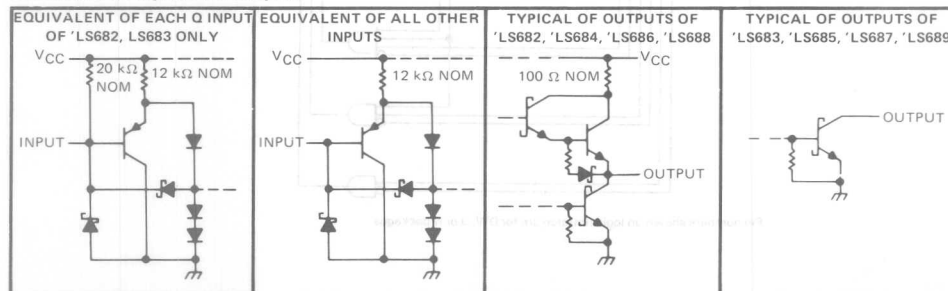 EQUIVALENT OF EACH Q INPUT
OF 'LS682, LS683 ONLY
VCC
20 kΩ
NOM
12 kΩ NOM
INPUT
EQUIVALENT OF ALL OTHER
INPUTS
VCC
12 kΩ NOM
INPUT
TYPICAL OF OUTPUTS OF
'LS682, 'LS684, 'LS686, 'LS688
VCC
100 Ω NOM
OUTPUT
TYPICAL OF OUTPUTS OF
'LS683, 'LS685, 'LS687, 'LS689
OUTPUT